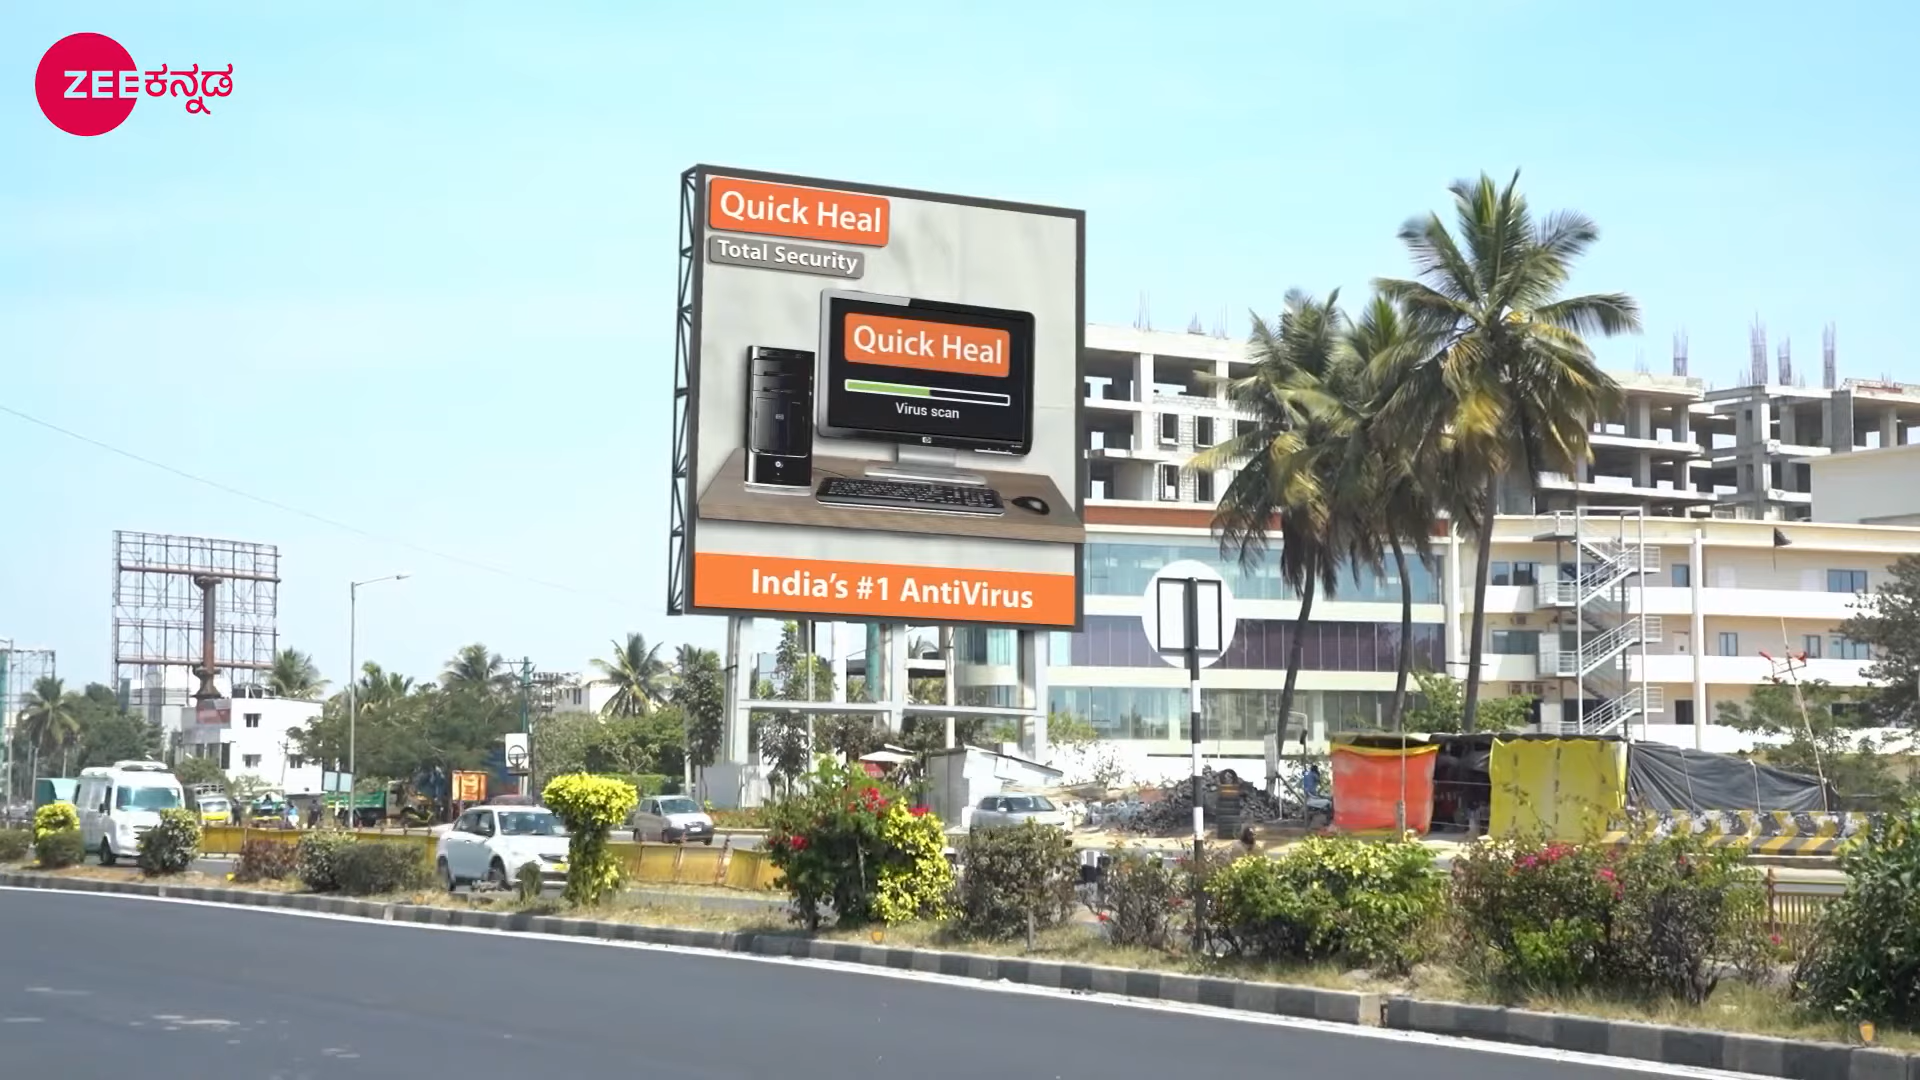 ZEE ಕನ್ನಡ
Quick Heal
Total Security
Quick Heal
Virus scan
India's #1 AntiVirus